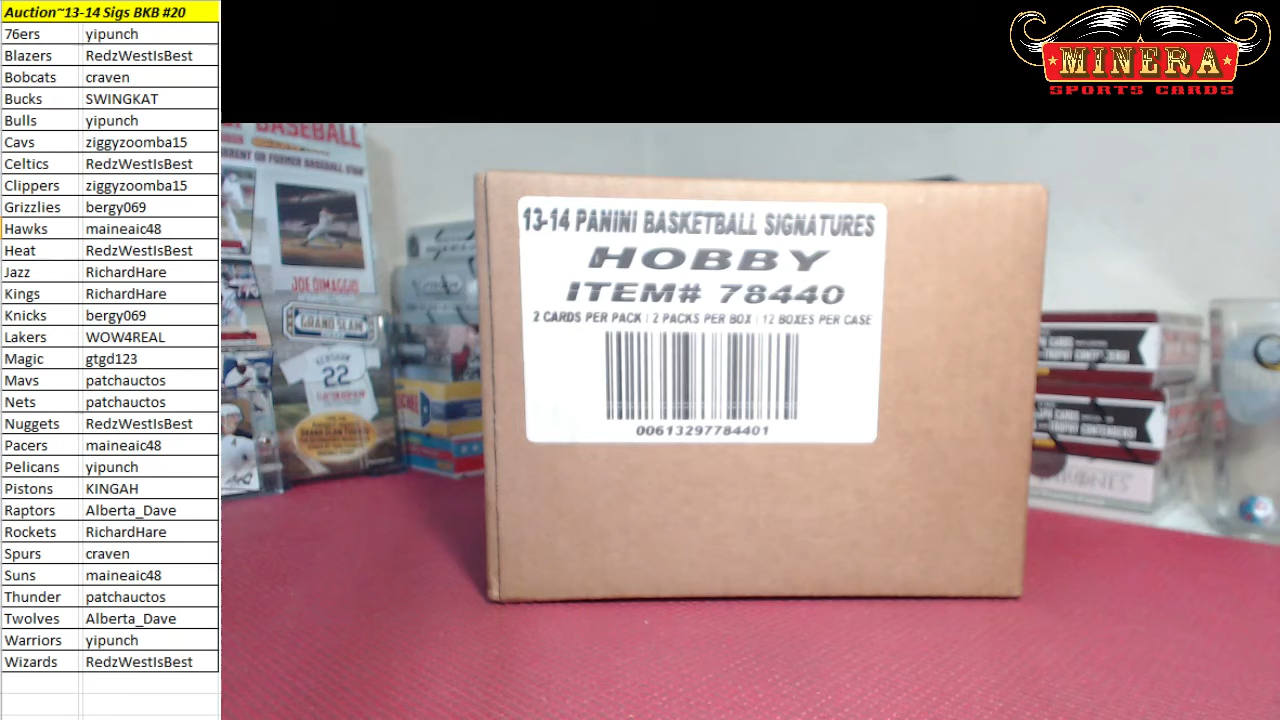 Auction~13-14 Sigs BKB #20
76ers yipunch
Blazers RedzWestIsBest
Bobcats craven
Bucks SWINGKAT
Bulls yipunch
Cavs ziggyzoomba15
Celtics RedzWestIsBest
Clippers ziggyzoomba15
Grizzlies bergy069
Hawks maineaic48
Heat RedzWestIsBest
Jazz RichardHare
Kings RichardHare
Knicks bergy069
Lakers WOW4REAL
Magic gtgd123
Mavs patchauctos
Nets patchauctos
Nuggets RedzWestIsBest
Pacers maineaic48
Pelicans yipunch
Pistons KINGAH
Raptors Alberta_Dave
Rockets RichardHare
Spurs craven
Suns maineaic48
Thunder patchauctos
Twolves Alberta_Dave
Warriors yipunch
Wizards RedzWestIsBest
MINERA
SPORTS CARDS
BASEBALL
JOE DIMAGGIO
GRAND SLAM
KERSHAW
22
13-14 PANINI BASKETBALL SIGNATURES
HOBBY
ITEM# 78440
2 CARDS PER PACK | 2 PACKS PER BOX | 12 BOXES PER CASE
00613297784401